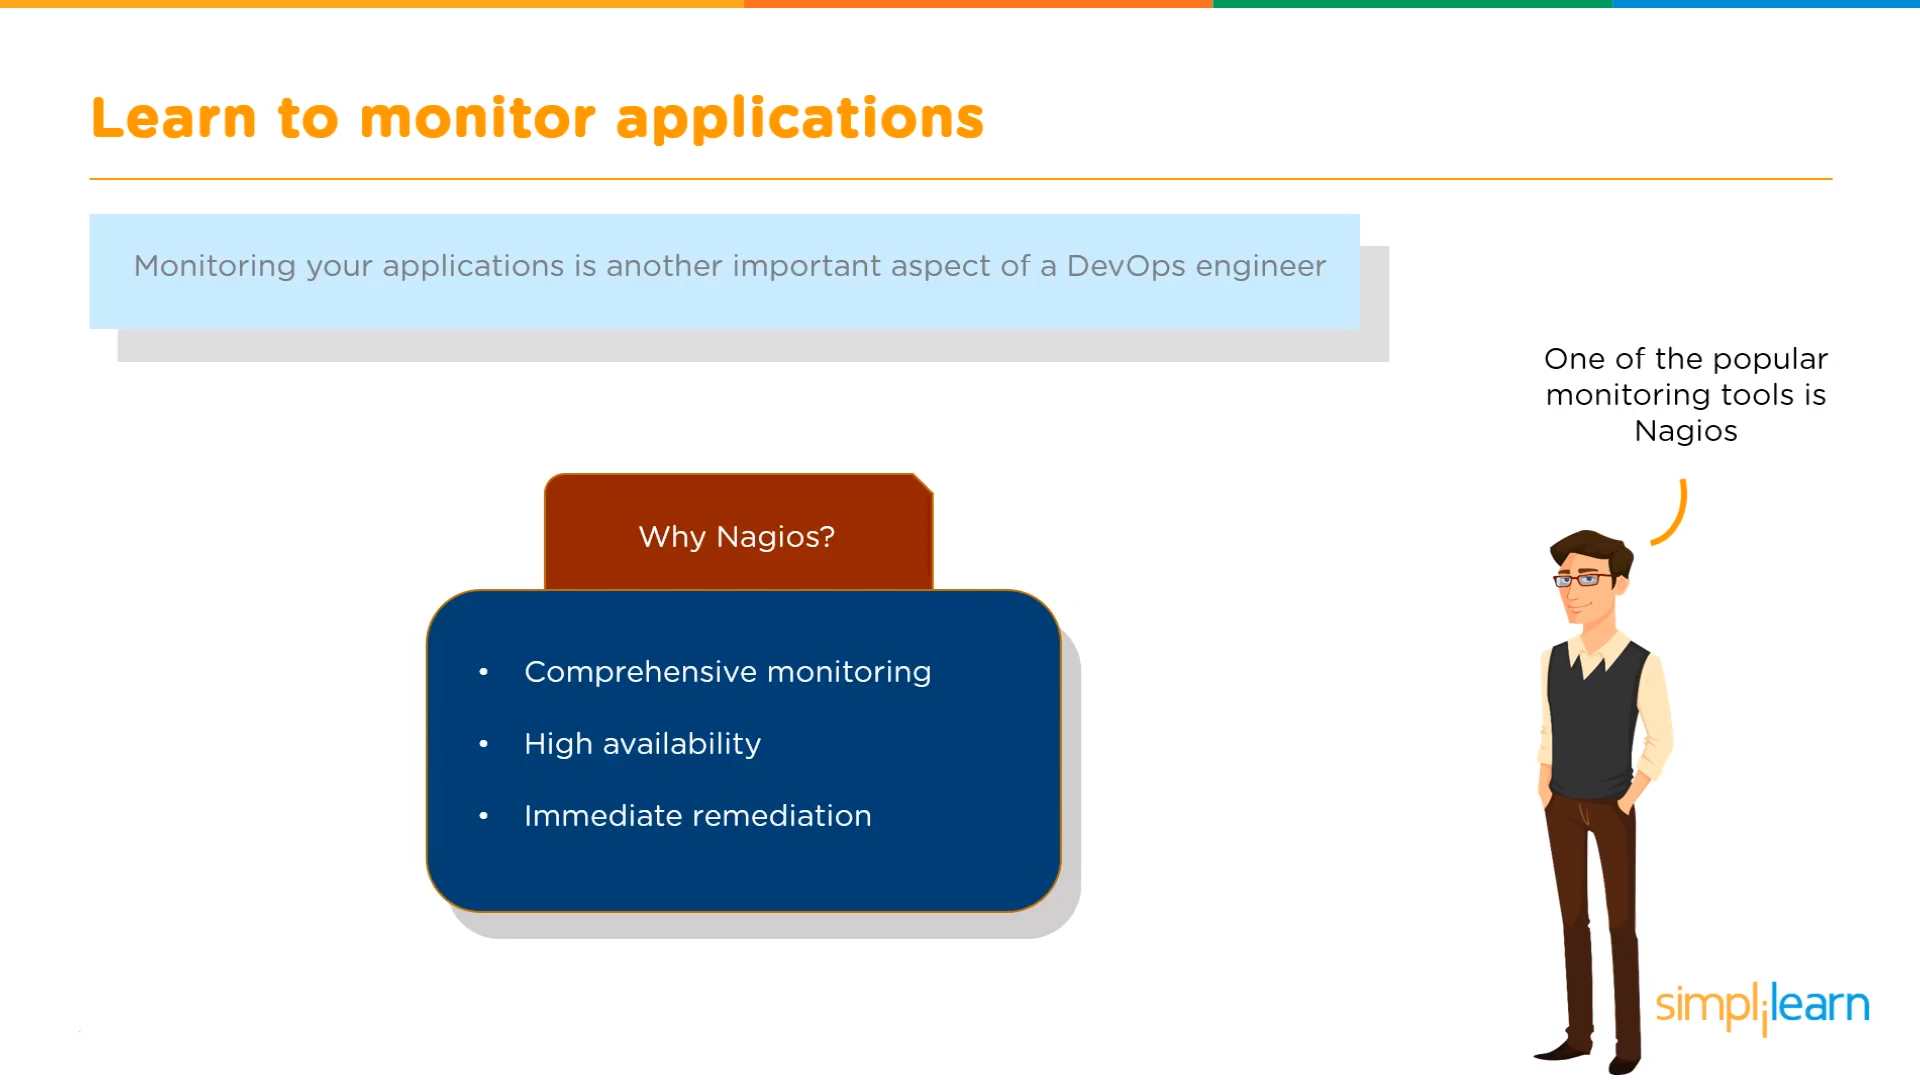 Learn to monitor applications
Monitoring your applications is another important aspect of a DevOps engineer
One of the popular
monitoring tools is
Nagios
Why Nagios?
• Comprehensive monitoring
• High availability
• Immediate remediation
simplilearn